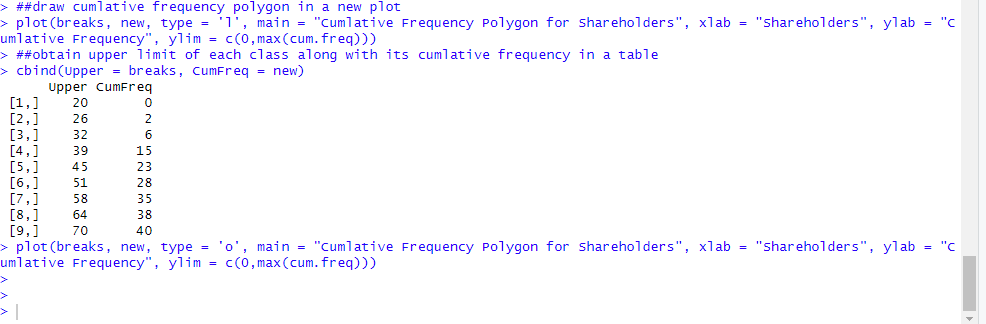 > ##draw cumlative frequency polygon in a new plot
> plot(breaks, new, type = 'l', main = "Cumlative Frequency Polygon for Shareholders", xlab = "Shareholders", ylab = "C
umlative Frequency", ylim = c(0,max(cum.freq)))
> ##obtain upper limit of each class along with its cumlative frequency in a table
> cbind(Upper = breaks, CumFreq = new)
      Upper CumFreq
 [1,]    20       0
 [2,]    26       2
 [3,]    32       6
 [4,]    39      15
 [5,]    45      23
 [6,]    51      28
 [7,]    58      35
 [8,]    64      38
 [9,]    70      40
> plot(breaks, new, type = 'o', main = "Cumlative Frequency Polygon for Shareholders", xlab = "Shareholders", ylab = "C
umlative Frequency", ylim = c(0,max(cum.freq)))
>
>
>